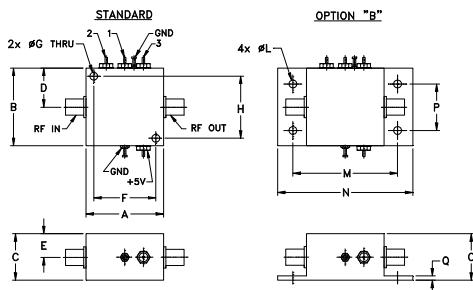 STANDARD
OPTION "B"
2x øG THRU
2
1
GND
3
4x øL
D
B
H
P
RF IN
RF OUT
GND
+5V
F
A
M
N
E
C
Q
C